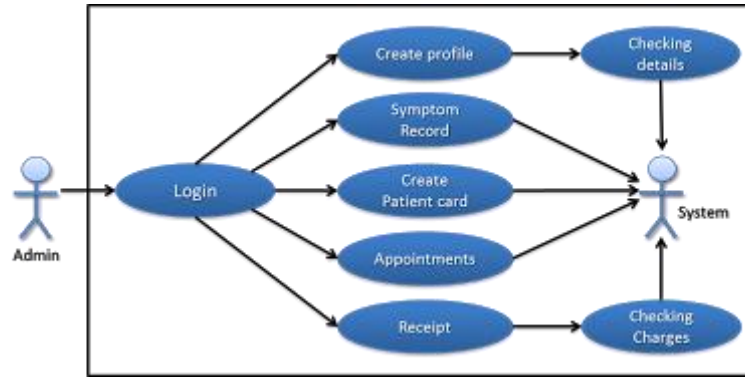 Create profile
Checking
details
Symptom
Record
Admin
Login
Create
Patient card
System
Appointments
Receipt
Checking
Charges